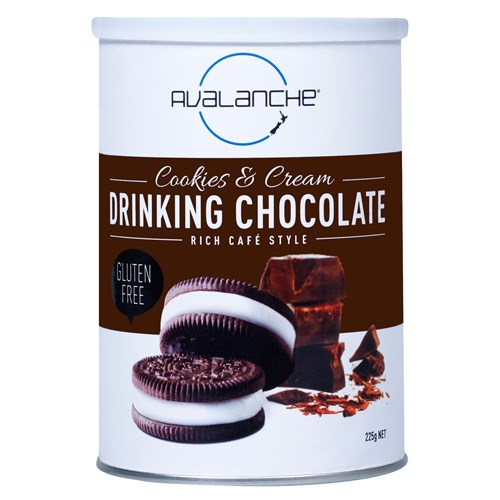 AVALANCHE®
Cookies & Cream
DRINKING CHOCOLATE
RICH CAFÉ STYLE
GLUTEN
FREE
225g NET